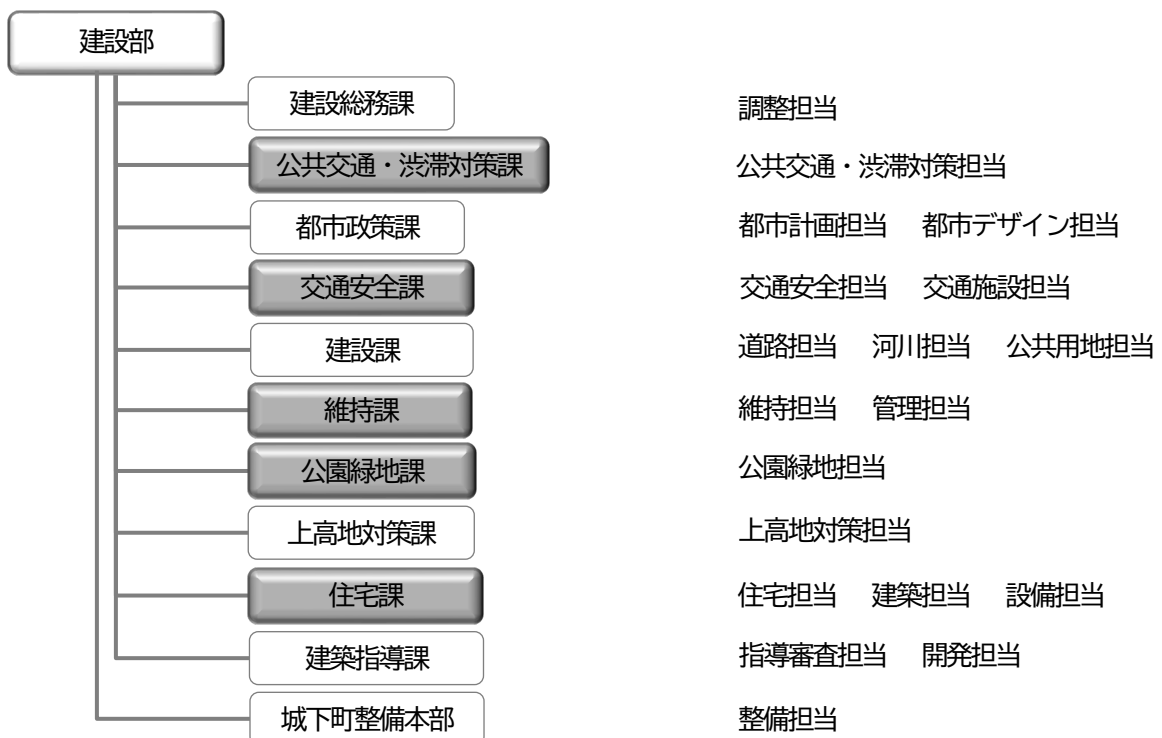 建設部
建設総務課 調整担当
公共交通・渋滞対策課 公共交通・渋滞対策担当
都市政策課 都市計画担当 都市デザイン担当
交通安全課 交通安全担当 交通施設担当
建設課 道路担当 河川担当 公共用地担当
維持課 維持担当 管理担当
公園緑地課 公園緑地担当
上高地対策課 上高地対策担当
住宅課 住宅担当 建築担当 設備担当
建築指導課 指導審査担当 開発担当
城下町整備本部 整備担当